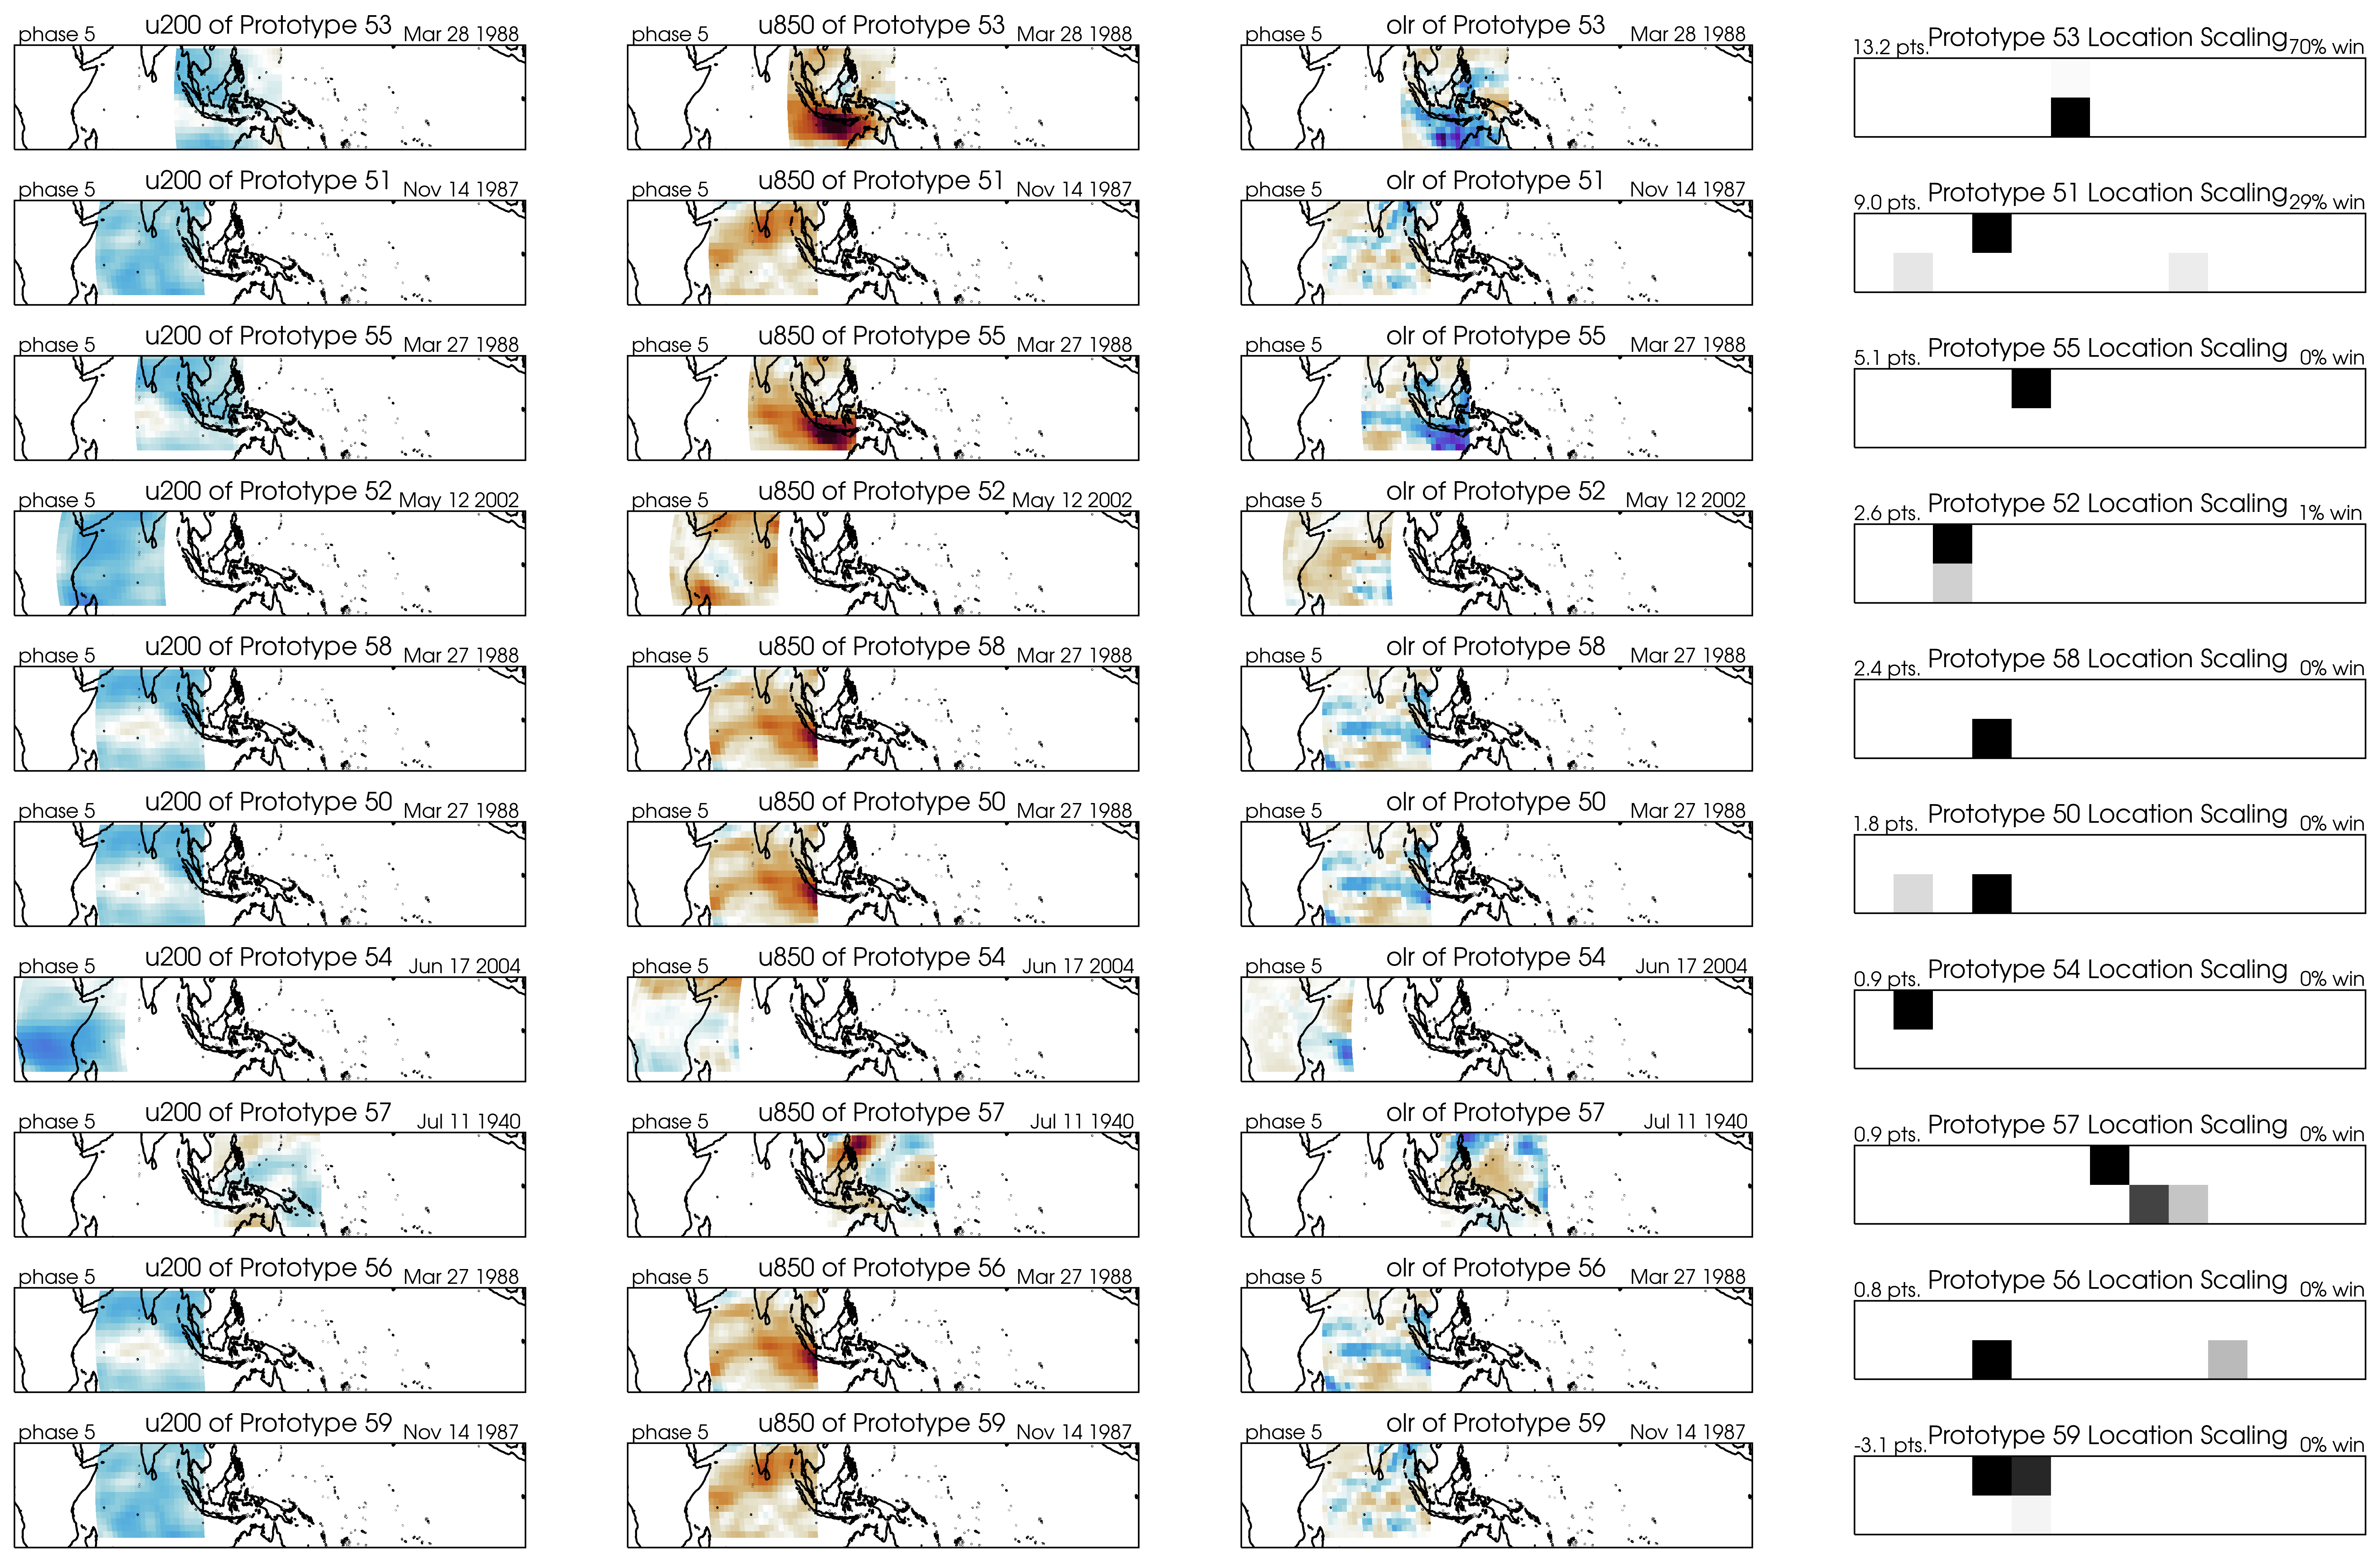 phase 5 u200 of Prototype 53 Mar 28 1988 phase 5 u850 of Prototype 53 Mar 28 1988 phase 5 olr of Prototype 53 Mar 28 1988 13.2 pts. Prototype 53 Location Scaling 70% win
phase 5 u200 of Prototype 51 Nov 14 1987 phase 5 u850 of Prototype 51 Nov 14 1987 phase 5 olr of Prototype 51 Nov 14 1987 9.0 pts. Prototype 51 Location Scaling 29% win
phase 5 u200 of Prototype 55 Mar 27 1988 phase 5 u850 of Prototype 55 Mar 27 1988 phase 5 olr of Prototype 55 Mar 27 1988 5.1 pts. Prototype 55 Location Scaling 0% win
phase 5 u200 of Prototype 52 May 12 2002 phase 5 u850 of Prototype 52 May 12 2002 phase 5 olr of Prototype 52 May 12 2002 2.6 pts. Prototype 52 Location Scaling 1% win
phase 5 u200 of Prototype 58 Mar 27 1988 phase 5 u850 of Prototype 58 Mar 27 1988 phase 5 olr of Prototype 58 Mar 27 1988 2.4 pts. Prototype 58 Location Scaling 0% win
phase 5 u200 of Prototype 50 Mar 27 1988 phase 5 u850 of Prototype 50 Mar 27 1988 phase 5 olr of Prototype 50 Mar 27 1988 1.8 pts. Prototype 50 Location Scaling 0% win
phase 5 u200 of Prototype 54 Jun 17 2004 phase 5 u850 of Prototype 54 Jun 17 2004 phase 5 olr of Prototype 54 Jun 17 2004 0.9 pts. Prototype 54 Location Scaling 0% win
phase 5 u200 of Prototype 57 Jul 11 1940 phase 5 u850 of Prototype 57 Jul 11 1940 phase 5 olr of Prototype 57 Jul 11 1940 0.9 pts. Prototype 57 Location Scaling 0% win
phase 5 u200 of Prototype 56 Mar 27 1988 phase 5 u850 of Prototype 56 Mar 27 1988 phase 5 olr of Prototype 56 Mar 27 1988 0.8 pts. Prototype 56 Location Scaling 0% win
phase 5 u200 of Prototype 59 Nov 14 1987 phase 5 u850 of Prototype 59 Nov 14 1987 phase 5 olr of Prototype 59 Nov 14 1987 -3.1 pts. Prototype 59 Location Scaling 0% win